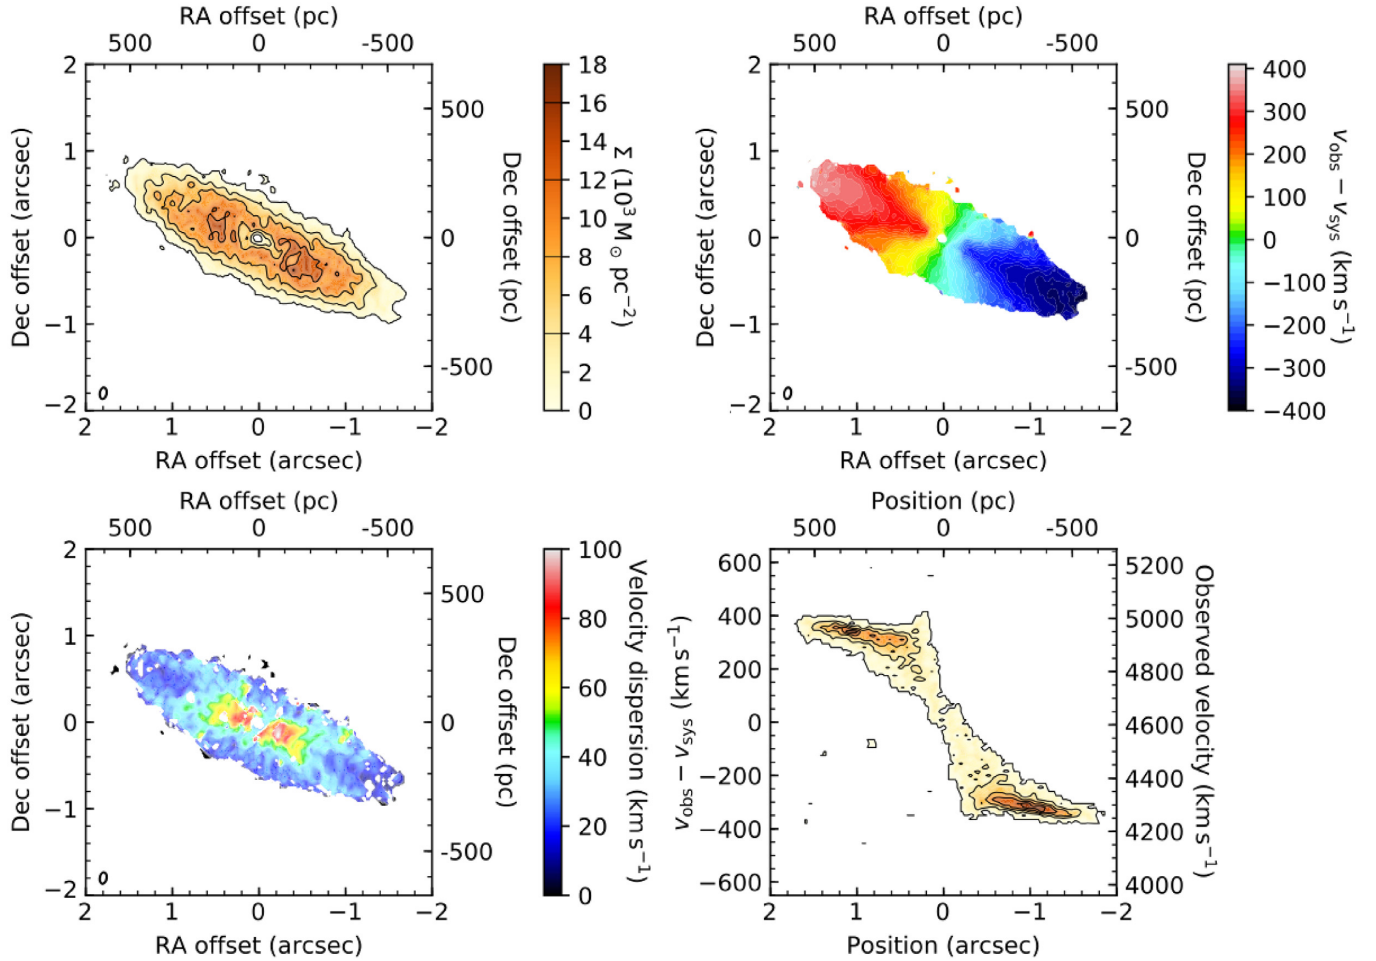 RA offset (pc)
500 0 -500
2
1
0
−1
−2
Dec offset (arcsec)
500
0
-500
Dec offset (pc)
2 1 0 −1 −2
RA offset (arcsec)
18
16
14
12
10
8
6
4
2
0
Σ (10³ M⊙ pc⁻²)
RA offset (pc)
500 0 -500
2
1
0
−1
−2
Dec offset (arcsec)
500
0
-500
Dec offset (pc)
2 1 0 −1 −2
RA offset (arcsec)
400
300
200
100
0
−100
−200
−300
−400
v_obs − v_sys (km s⁻¹)
RA offset (pc)
500 0 -500
2
1
0
−1
−2
Dec offset (arcsec)
500
0
-500
Dec offset (pc)
2 1 0 −1 −2
RA offset (arcsec)
100
80
60
40
20
0
Velocity dispersion (km s⁻¹)
Position (pc)
500 0 -500
600
400
200
0
−200
−400
−600
v_obs − v_sys (km s⁻¹)
5200
5000
4800
4600
4400
4200
4000
Observed velocity (km s⁻¹)
2 1 0 −1 −2
Position (arcsec)